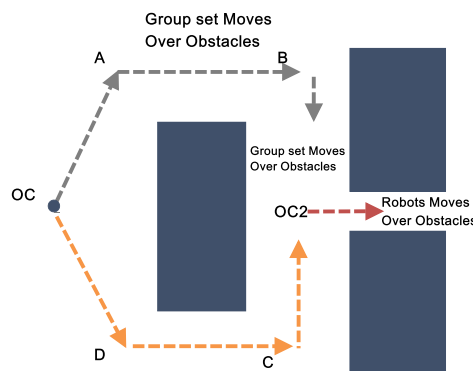 Group set Moves
Over Obstacles
A
B
Group set Moves
Over Obstacles
OC
OC2
Robots Moves
Over Obstacles
D
C